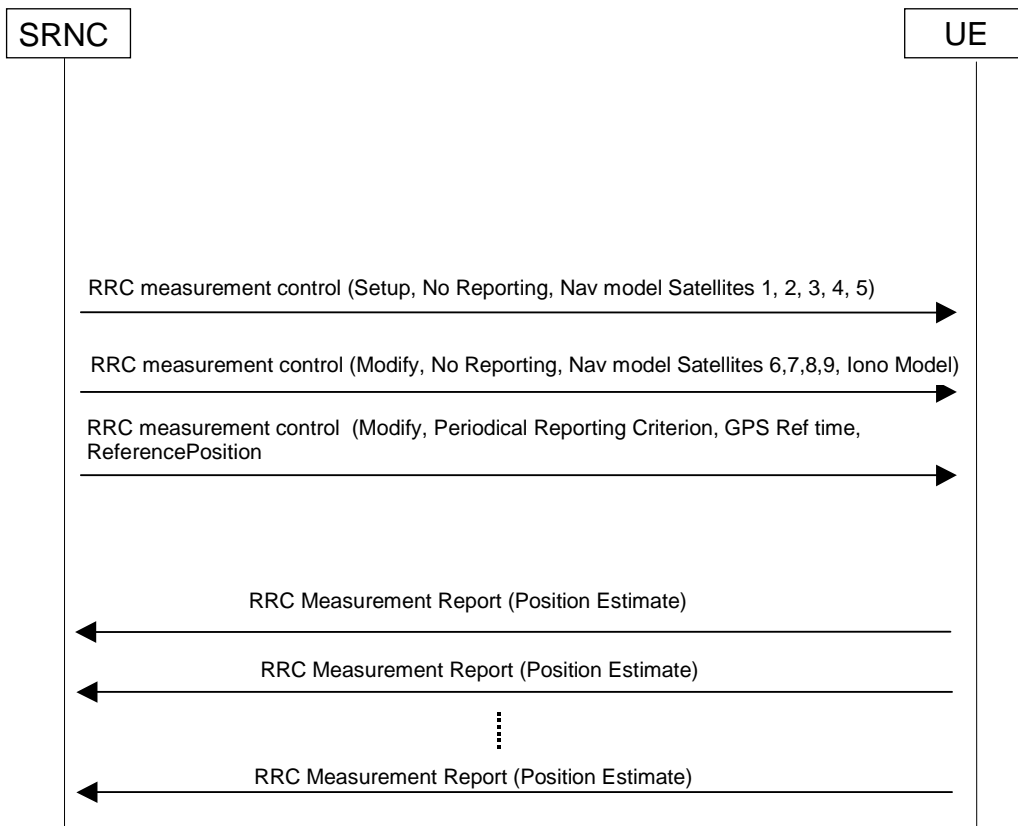 SRNC
UE
RRC measurement control (Setup, No Reporting, Nav model Satellites 1, 2, 3, 4, 5)
RRC measurement control (Modify, No Reporting, Nav model Satellites 6,7,8,9, Iono Model)
RRC measurement control (Modify, Periodical Reporting Criterion, GPS Ref time,
ReferencePosition
RRC Measurement Report (Position Estimate)
RRC Measurement Report (Position Estimate)
RRC Measurement Report (Position Estimate)